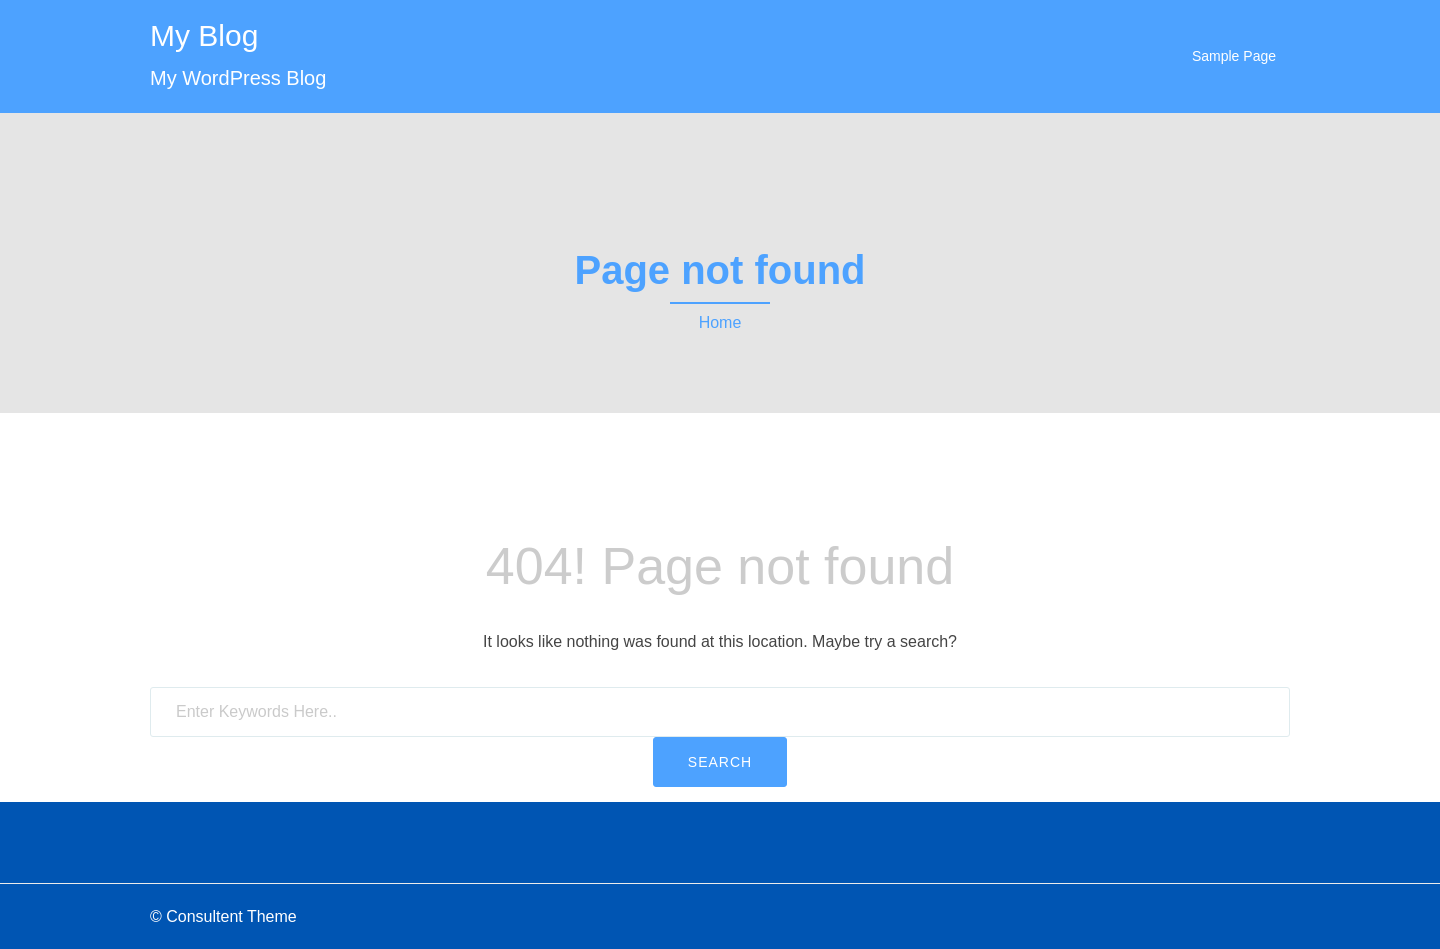 My Blog
My WordPress Blog
Sample Page
Page not found
Home
404! Page not found
It looks like nothing was found at this location. Maybe try a search?
Enter Keywords Here..
SEARCH
© Consultent Theme